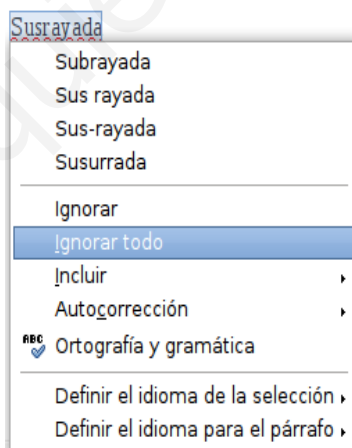 Susrayada
Subrayada
Sus rayada
Sus-rayada
Susurrada
Ignorar
Ignorar todo
Incluir
Autocorrección
ABC Ortografía y gramática
Definir el idioma de la selección
Definir el idioma para el párrafo